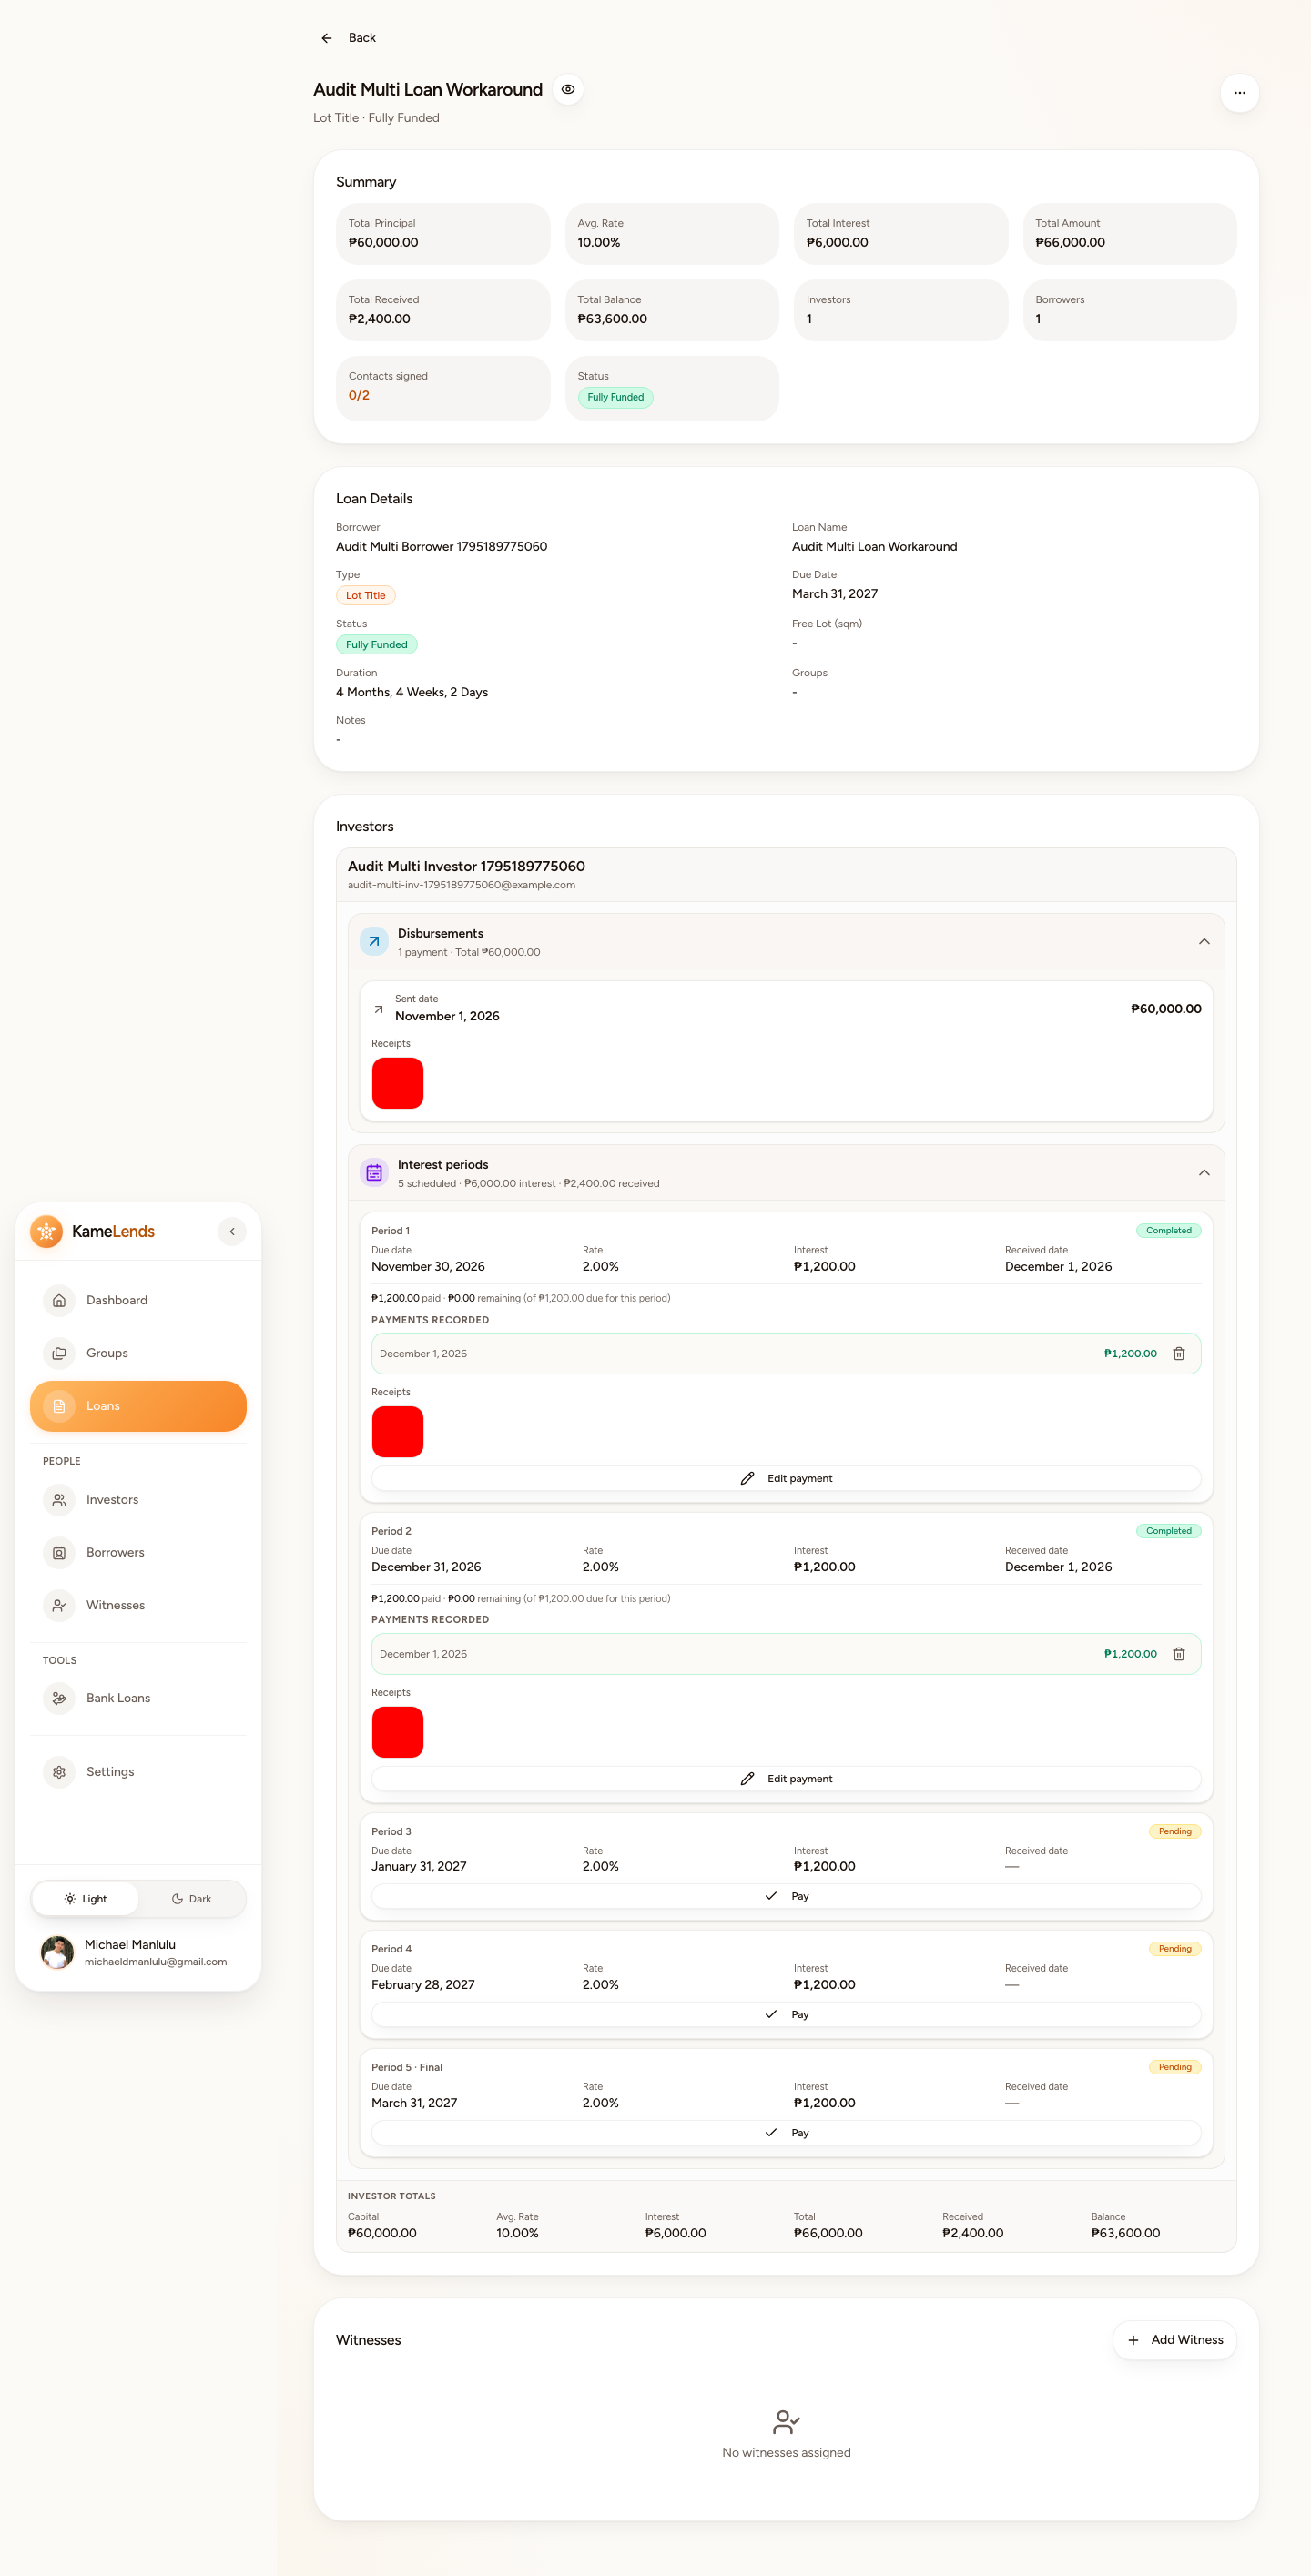 Back
Audit Multi Loan Workaround
Lot Title · Fully Funded
Summary
Total Principal
₱60,000.00
Avg. Rate
10.00%
Total Interest
₱6,000.00
Total Amount
₱66,000.00
Total Received
₱2,400.00
Total Balance
₱63,600.00
Investors
1
Borrowers
1
Contacts signed
0/2
Status
Fully Funded
Loan Details
Borrower
Audit Multi Borrower 1795189775060
Loan Name
Audit Multi Loan Workaround
Type
Lot Title
Due Date
March 31, 2027
Status
Fully Funded
Free Lot (sqm)
-
Duration
4 Months, 4 Weeks, 2 Days
Groups
-
Notes
-
Investors
Audit Multi Investor 1795189775060
audit-multi-inv-1795189775060@example.com
Disbursements
1 payment · Total ₱60,000.00
Sent date
November 1, 2026
₱60,000.00
Receipts
Interest periods
5 scheduled · ₱6,000.00 interest · ₱2,400.00 received
Period 1
Completed
Due date
November 30, 2026
Rate
2.00%
Interest
₱1,200.00
Received date
December 1, 2026
₱1,200.00 paid · ₱0.00 remaining (of ₱1,200.00 due for this period)
PAYMENTS RECORDED
December 1, 2026
₱1,200.00
Receipts
Edit payment
Period 2
Completed
Due date
December 31, 2026
Rate
2.00%
Interest
₱1,200.00
Received date
December 1, 2026
₱1,200.00 paid · ₱0.00 remaining (of ₱1,200.00 due for this period)
PAYMENTS RECORDED
December 1, 2026
₱1,200.00
Receipts
Edit payment
Period 3
Pending
Due date
January 31, 2027
Rate
2.00%
Interest
₱1,200.00
Received date
—
Pay
Period 4
Pending
Due date
February 28, 2027
Rate
2.00%
Interest
₱1,200.00
Received date
—
Pay
Period 5 · Final
Pending
Due date
March 31, 2027
Rate
2.00%
Interest
₱1,200.00
Received date
—
Pay
INVESTOR TOTALS
Capital
₱60,000.00
Avg. Rate
10.00%
Interest
₱6,000.00
Total
₱66,000.00
Received
₱2,400.00
Balance
₱63,600.00
Witnesses
Add Witness
No witnesses assigned
KameLends
Dashboard
Groups
Loans
PEOPLE
Investors
Borrowers
Witnesses
TOOLS
Bank Loans
Settings
Light
Dark
Michael Manlulu
michaeldmanlulu@gmail.com